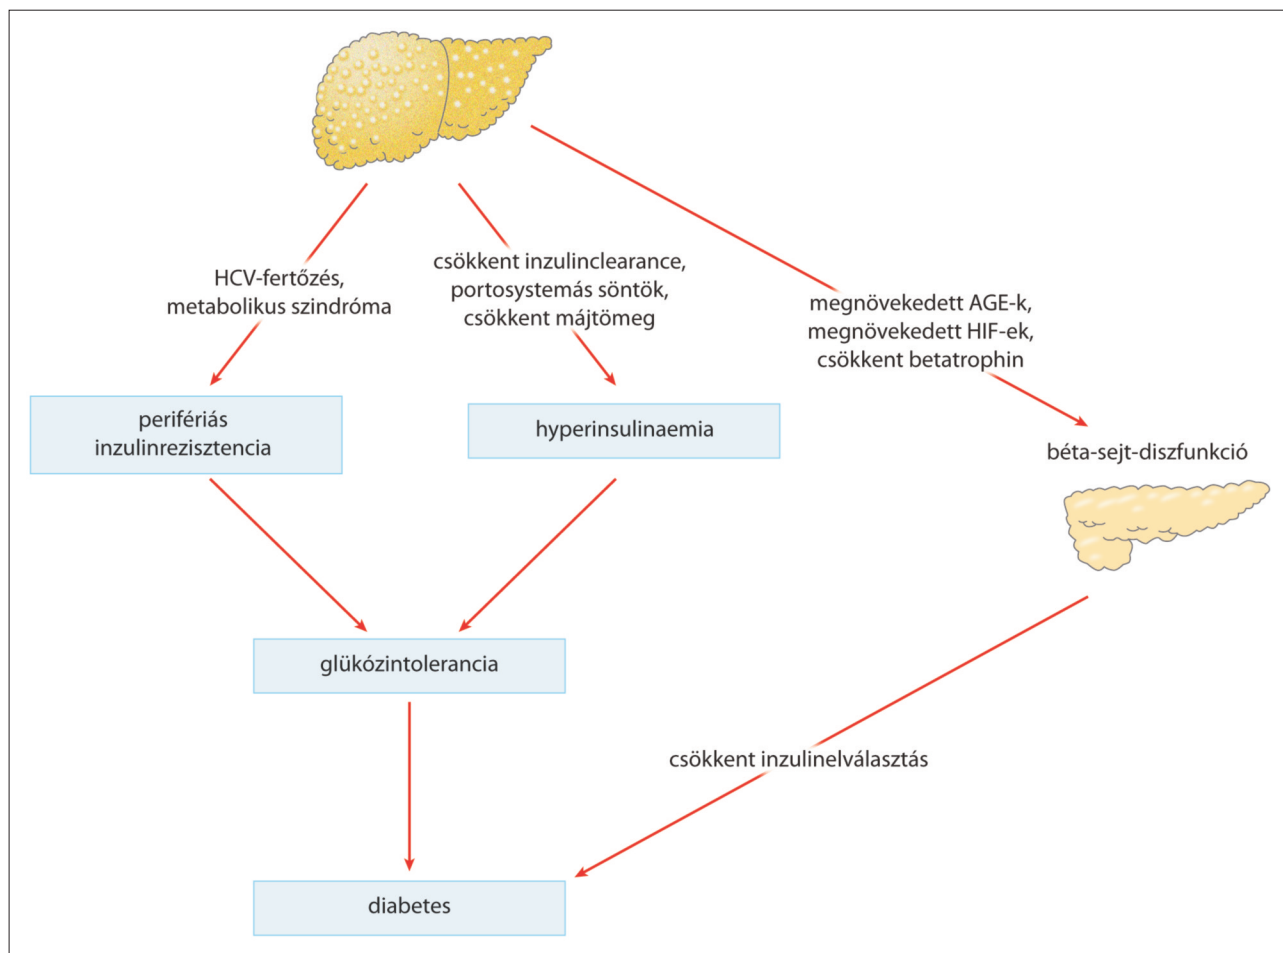 HCV-fertőzés,
metabolikus szindróma
csökkent inzulinclearance,
portosystemás söntök,
csökkent májtömeg
megnövekedett AGE-k,
megnövekedett HIF-ek,
csökkent betatrophin
perifériás
inzulinrezisztencia
hyperinsulinaemia
béta-sejt-diszfunkció
glükózintolerancia
csökkent inzulinelválasztás
diabetes